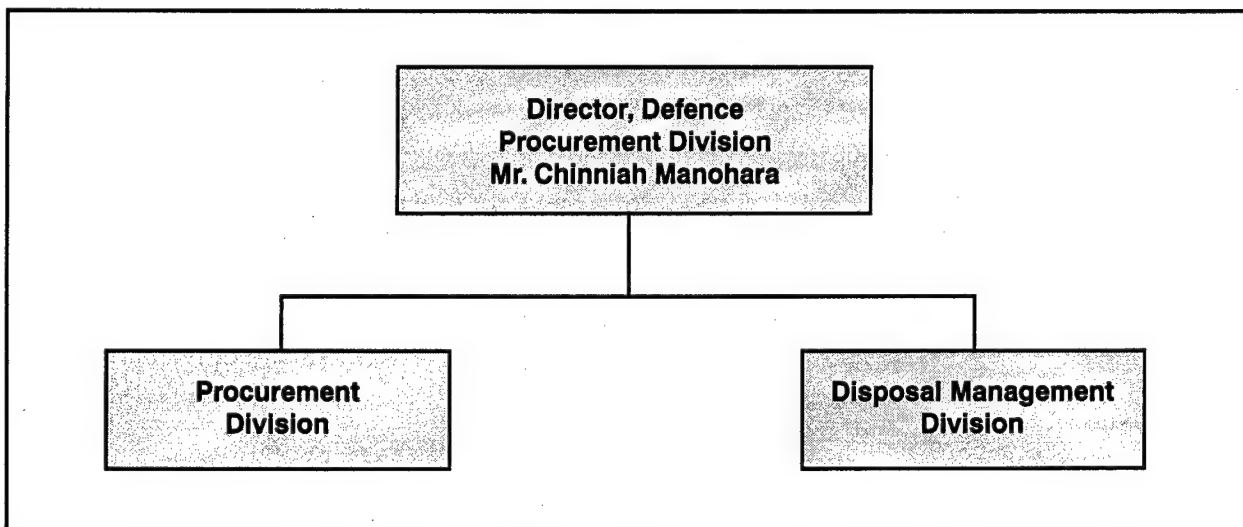 Director, Defence
Procurement Division
Mr. Chinniah Manohara
Procurement
Division
Disposal Management
Division